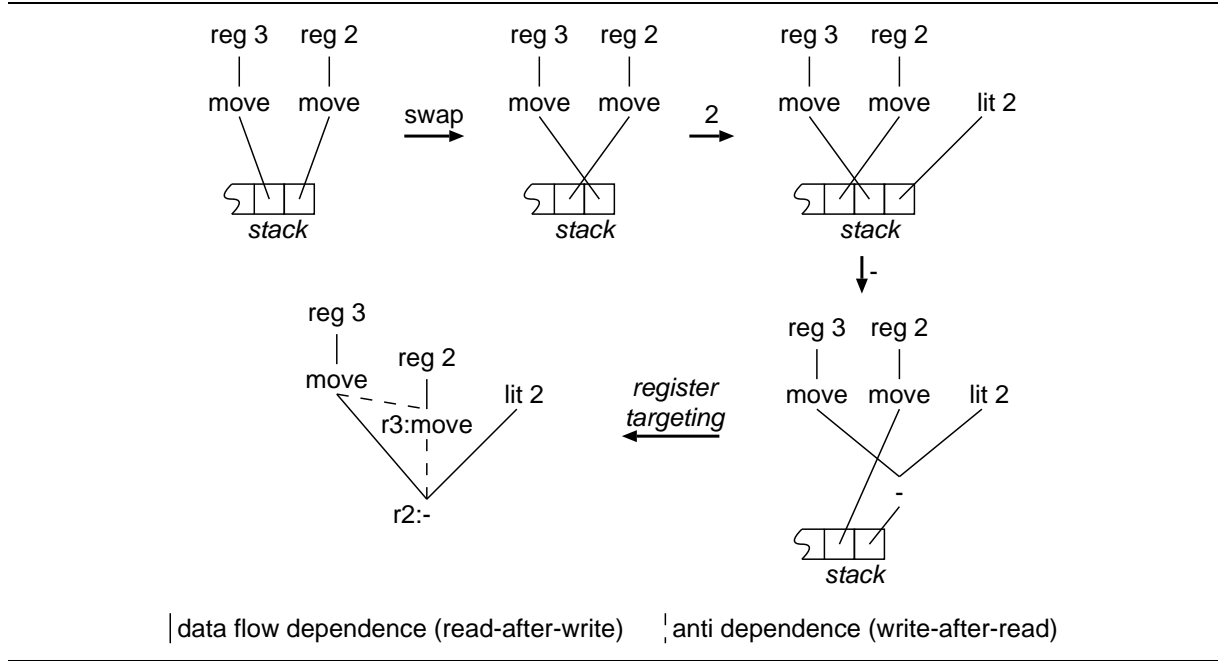 reg 3 reg 2
move move
stack
swap
reg 3 reg 2
move move
stack
2
reg 3 reg 2
move move lit 2
stack
-
reg 3 reg 2
move move lit 2
-
stack
register
targeting
reg 3
reg 2
move
lit 2
r3:move
r2:-
data flow dependence (read-after-write) anti dependence (write-after-read)